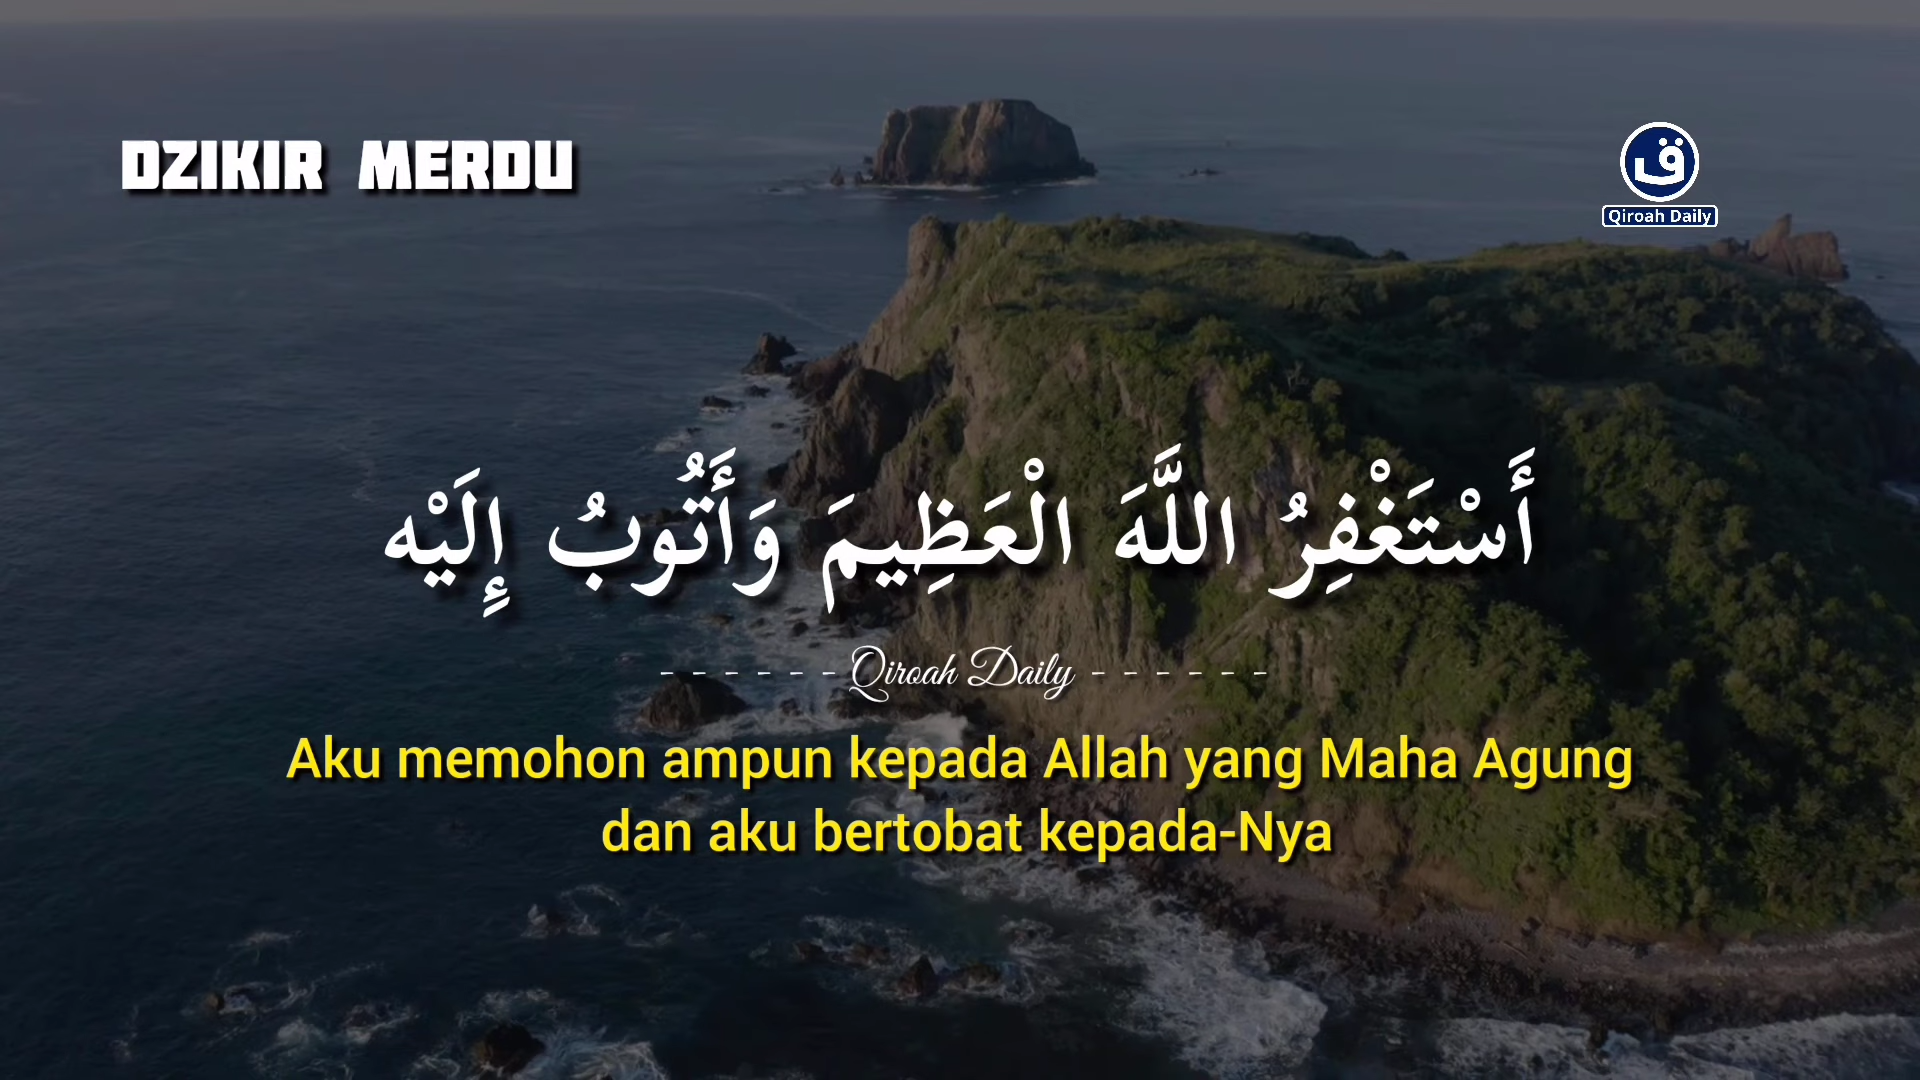 DZIKIR MERDU
ق
Qiroah Daily
أَسْتَغْفِرُ اللَّهَ الْعَظِيمَ وَأَتُوبُ إِلَيْه
- - - - - - Qiroah Daily - - - - - -
Aku memohon ampun kepada Allah yang Maha Agung
dan aku bertobat kepada-Nya